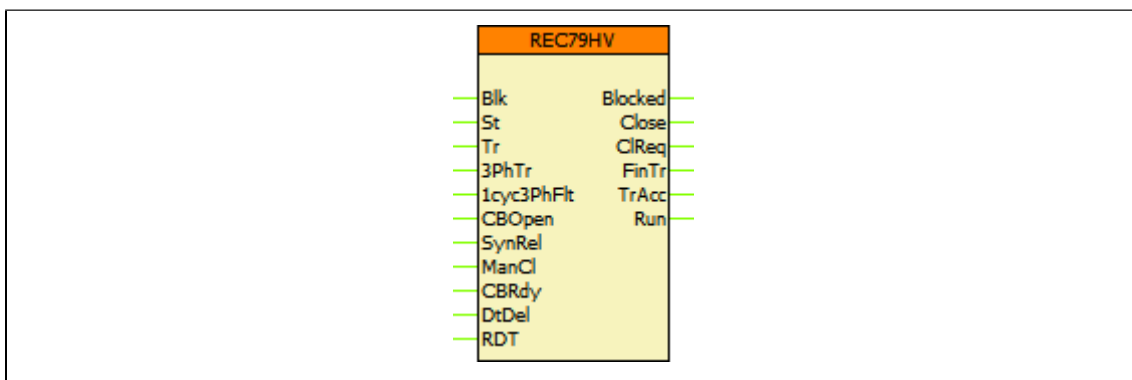 REC79HV
Blk Blocked
St Close
Tr ClReq
3PhTr FinTr
1cyc3PhFlt TrAcc
CBOpen Run
SynRel
ManCl
CBRdy
DtDel
RDT